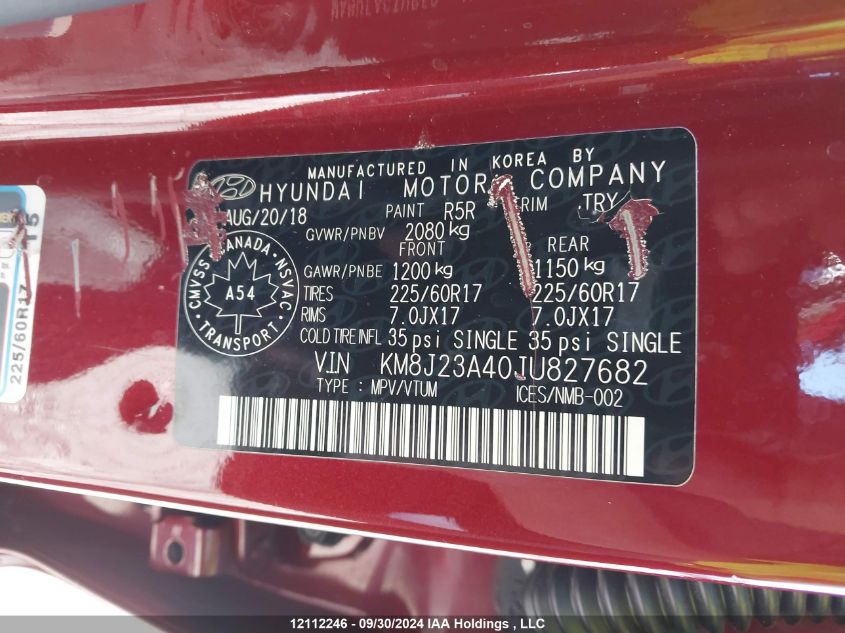 MANUFACTURED IN KOREA BY
HYUNDAI MOTOR COMPANY
AUG/20/18 PAINT R5R TRIM TRY
GVWR/PNBV 2080 kg
FRONT REAR
GAWR/PNBE 1200 kg 1150 kg
TIRES 225/60R17 225/60R17
RIMS 7.0JX17 7.0JX17
COLD TIRE INFL 35 psi SINGLE 35 psi SINGLE
V.I.N KM8J23A40JU827682
TYPE : MPV/VTUM ICES/NMB-002
CMVSS CANADA NSVAC
A54
TRANSPORT
225/60R17
12112246 - 09/30/2024 IAA Holdings , LLC